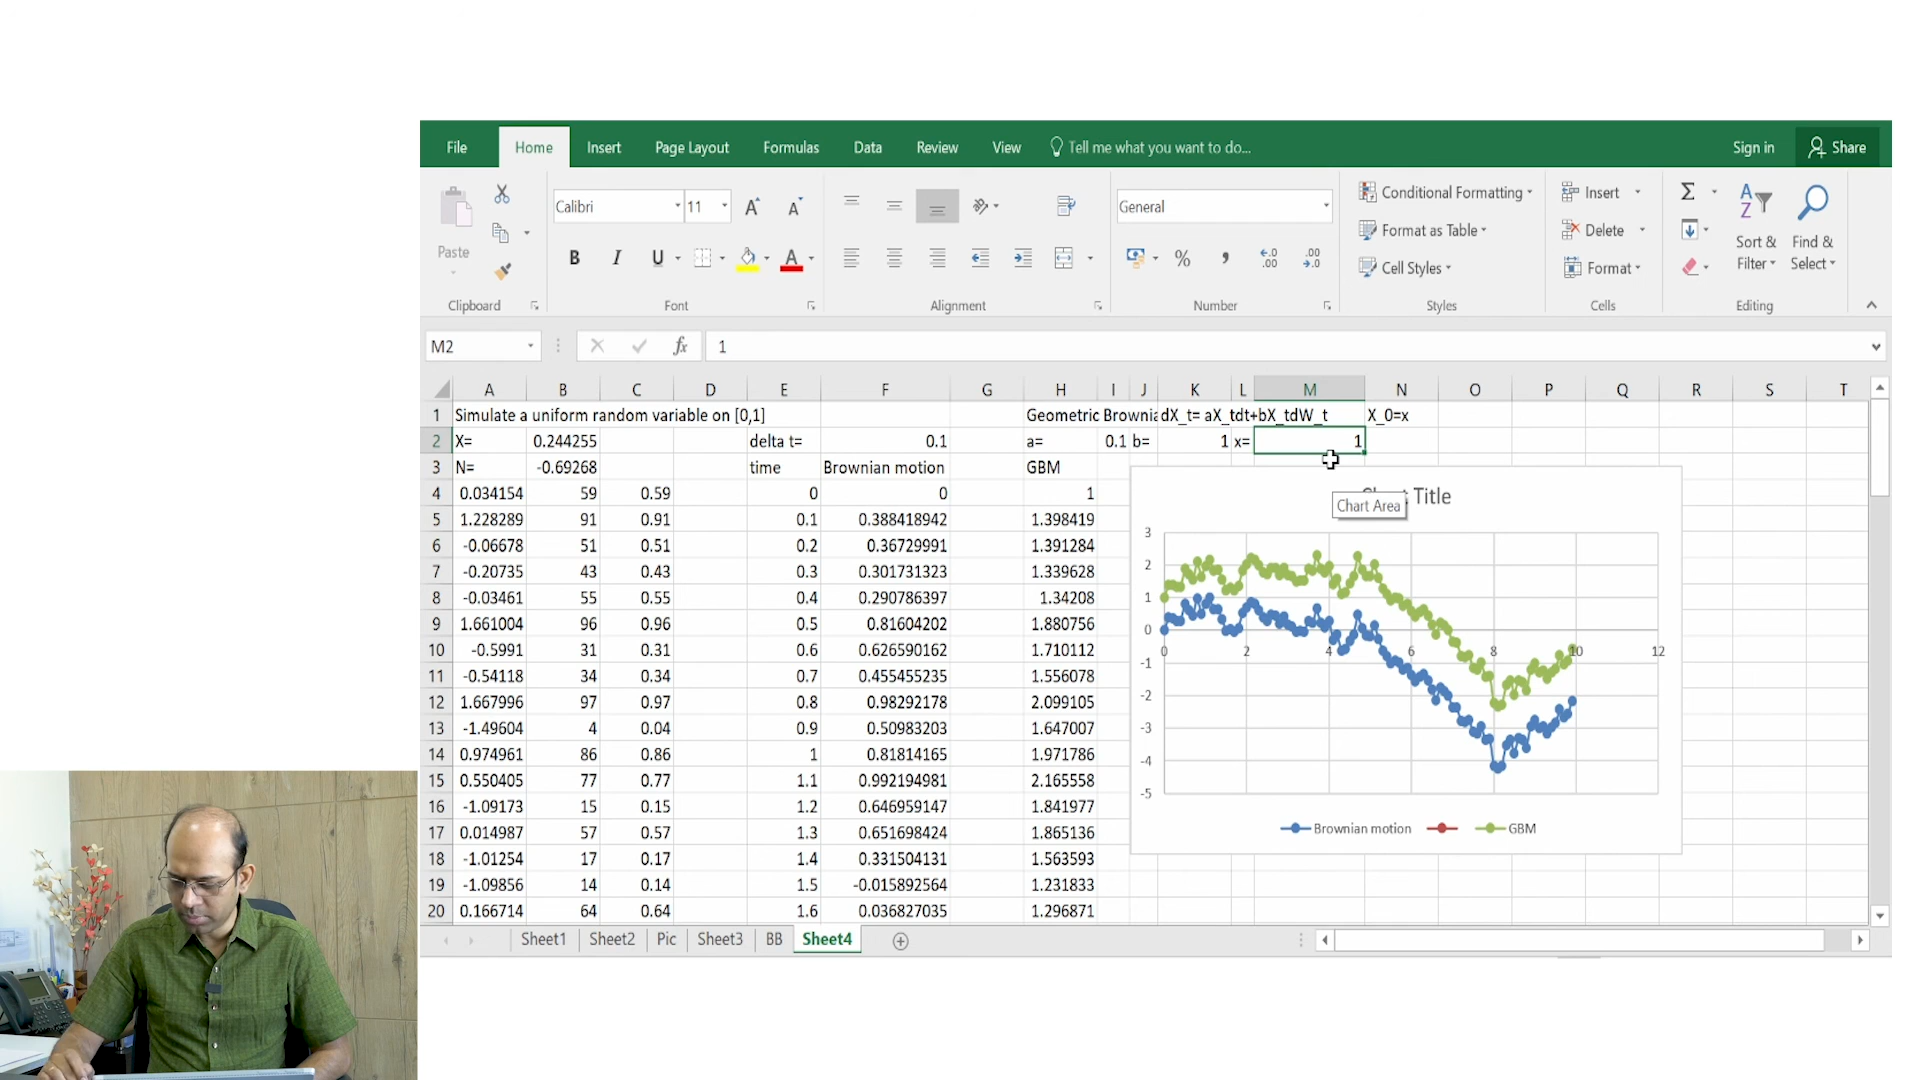 File Home Insert Page Layout Formulas Data Review View Tell me what you want to do... Sign in Share
Conditional Formatting Insert
Calibri 11 General
Format as Table Delete
Paste Sort & Find &
Cell Styles Format Filter Select
Clipboard Font Alignment Number Styles Cells Editing
M2 fx 1
A B C D E F G H I J K L M N O P Q R S T
1 Simulate a uniform random variable on [0,1] Geometric Brownia dX_t= aX_tdt+bX_tdW_t X_0=x
2 X= 0.244255 delta t= 0.1 a= 0.1 b= 1 x= 1
3 N= -0.69268 time Brownian motion GBM
4 0.034154 59 0.59 0 0 1
5 1.228289 91 0.91 0.1 0.388418942 1.398419
6 -0.06678 51 0.51 0.2 0.36729991 1.391284
7 -0.20735 43 0.43 0.3 0.301731323 1.339628
8 -0.03461 55 0.55 0.4 0.290786397 1.34208
9 1.661004 96 0.96 0.5 0.81604202 1.880756
10 -0.5991 31 0.31 0.6 0.626590162 1.710112
11 -0.54118 34 0.34 0.7 0.455455235 1.556078
12 1.667996 97 0.97 0.8 0.98292178 2.099105
13 -1.49604 4 0.04 0.9 0.50983203 1.647007
14 0.974961 86 0.86 1 0.81814165 1.971786
15 0.550405 77 0.77 1.1 0.992194981 2.165558
16 -1.09173 15 0.15 1.2 0.646959147 1.841977
17 0.014987 57 0.57 1.3 0.651698424 1.865136
18 -1.01254 17 0.17 1.4 0.331504131 1.563593
19 -1.09856 14 0.14 1.5 -0.015892564 1.231833
20 0.166714 64 0.64 1.6 0.036827035 1.296871
Title
Chart Area
3
2
1
0
-1
-2
-3
-4
-5
0 2 4 6 8 10 12
Brownian motion GBM
Sheet1 Sheet2 Pic Sheet3 BB Sheet4